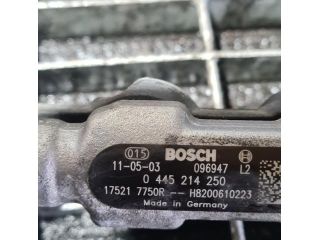 015 BOSCH
11-05-03 096947 L2
0 445 214 250
17521 7750R -- H8200610223
Made in Germany